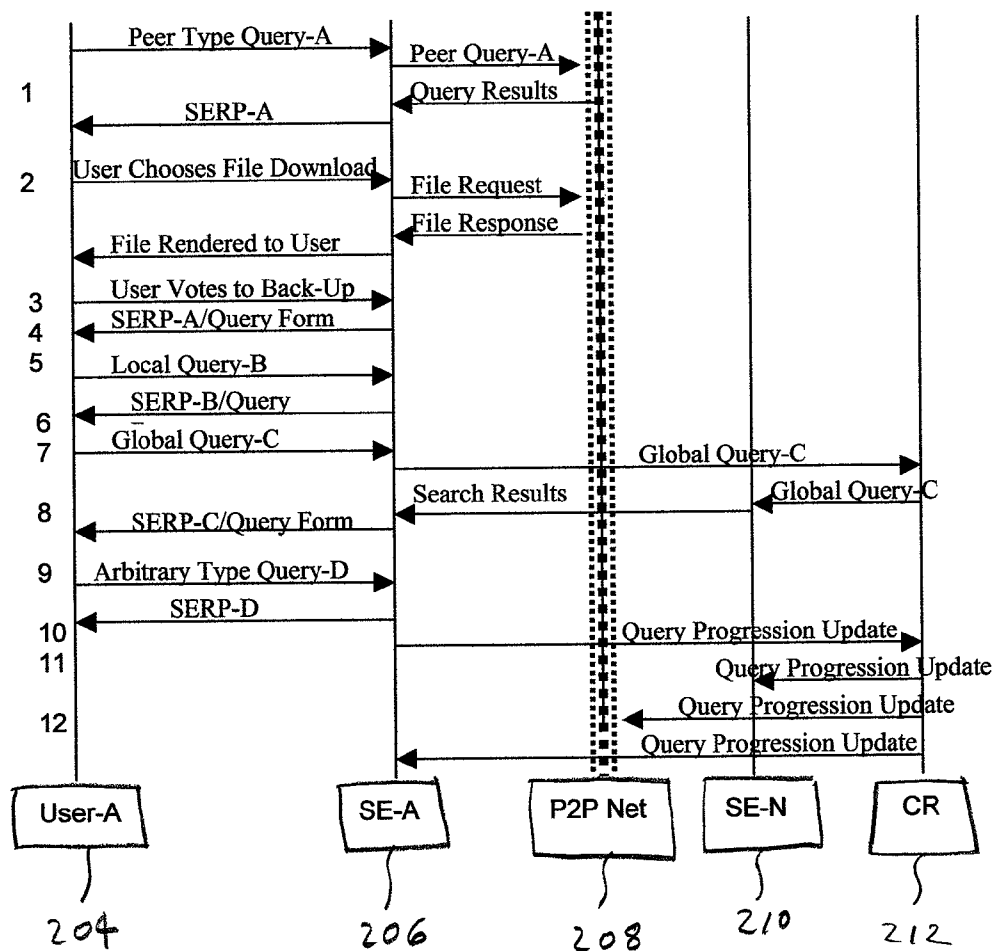 Peer Type Query-A
Peer Query-A
1
Query Results
SERP-A
2
User Chooses File Download
File Request
File Response
File Rendered to User
3
User Votes to Back-Up
4
SERP-A/Query Form
5
Local Query-B
6
SERP-B/Query
7
Global Query-C
Global Query-C
Search Results
Global Query-C
8
SERP-C/Query Form
9
Arbitrary Type Query-D
SERP-D
10
Query Progression Update
11
Query Progression Update
12
Query Progression Update
Query Progression Update
User-A
SE-A
P2P Net
SE-N
CR
204
206
208
210
212